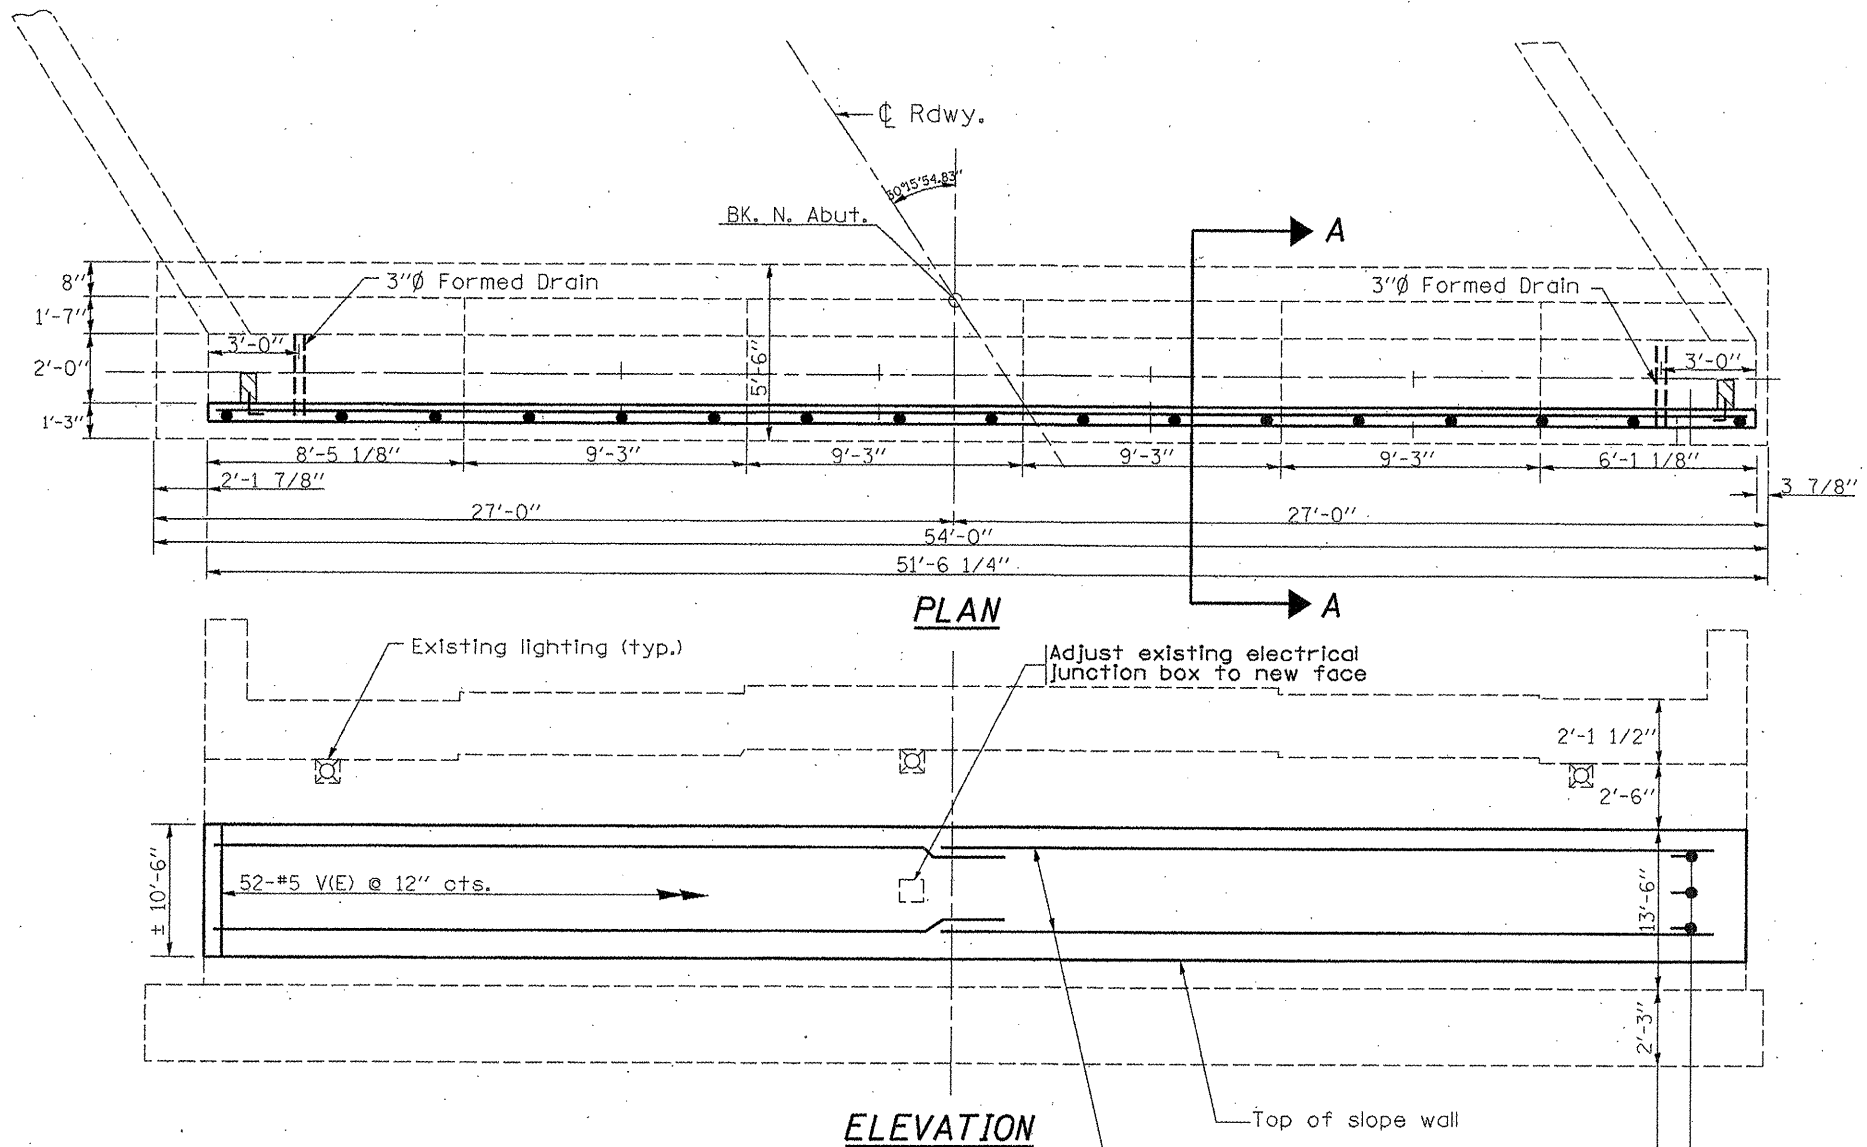 ℄ Rdwy.
30°15'54.83"
BK. N. Abut.
A
8"
3"Ø Formed Drain
3"Ø Formed Drain
1'-7"
3'-0"
5'-6"
3'-0"
2'-0"
1'-3"
8'-5 1/8"
9'-3"
9'-3"
9'-3"
9'-3"
6'-1 1/8"
2'-1 7/8"
3 7/8"
27'-0"
27'-0"
54'-0"
51'-6 1/4"
PLAN
A
Existing lighting (typ.)
Adjust existing electrical
junction box to new face
2'-1 1/2"
2'-6"
± 10'-6"
52-#5 V(E) @ 12" cts.
13'-6"
2'-3"
Top of slope wall
ELEVATION